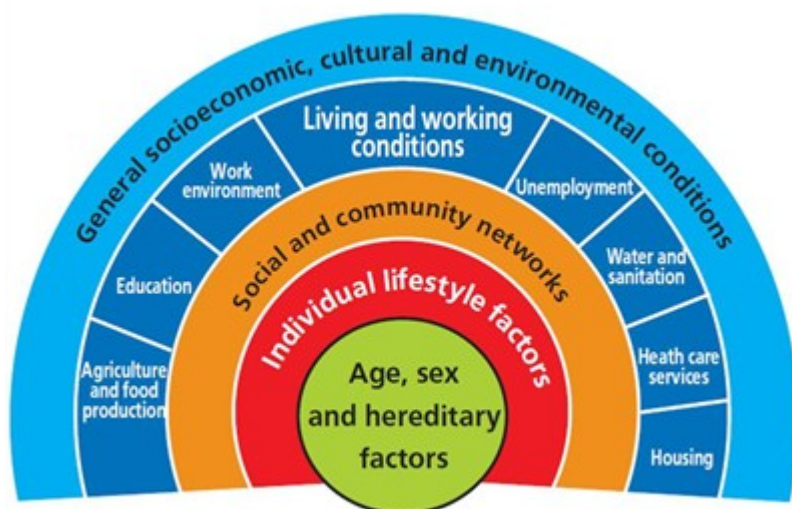 General socioeconomic, cultural and environmental conditions
Living and working
conditions
Work
environment
Unemployment
Education
Water and
sanitation
Agriculture
and food
production
Heath care
services
Housing
Social and community networks
Individual lifestyle factors
Age, sex
and hereditary
factors